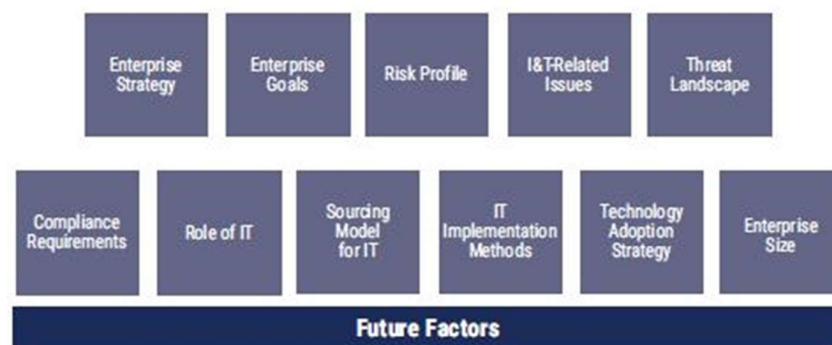 Enterprise
Strategy
Enterprise
Goals
Risk Profile
I&T-Related
Issues
Threat
Landscape
Compliance
Requirements
Role of IT
Sourcing
Model
for IT
IT
Implementation
Methods
Technology
Adoption
Strategy
Enterprise
Size
Future Factors